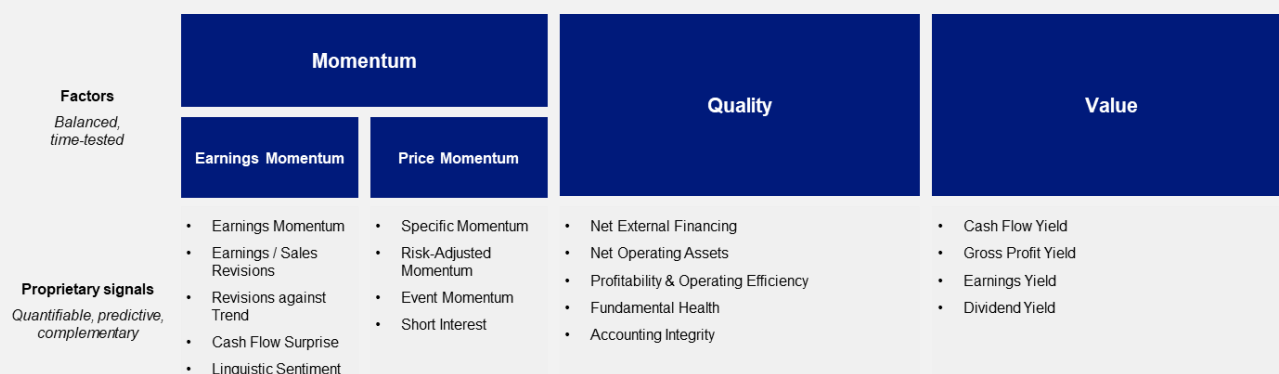 Momentum
Quality
Value
Factors
Balanced,
time-tested
Earnings Momentum
Price Momentum
Proprietary signals
Quantifiable, predictive,
complementary
• Earnings Momentum
• Earnings / Sales
Revisions
• Revisions against
Trend
• Cash Flow Surprise
• Linguistic Sentiment
• Specific Momentum
• Risk-Adjusted
Momentum
• Event Momentum
• Short Interest
• Net External Financing
• Net Operating Assets
• Profitability & Operating Efficiency
• Fundamental Health
• Accounting Integrity
• Cash Flow Yield
• Gross Profit Yield
• Earnings Yield
• Dividend Yield